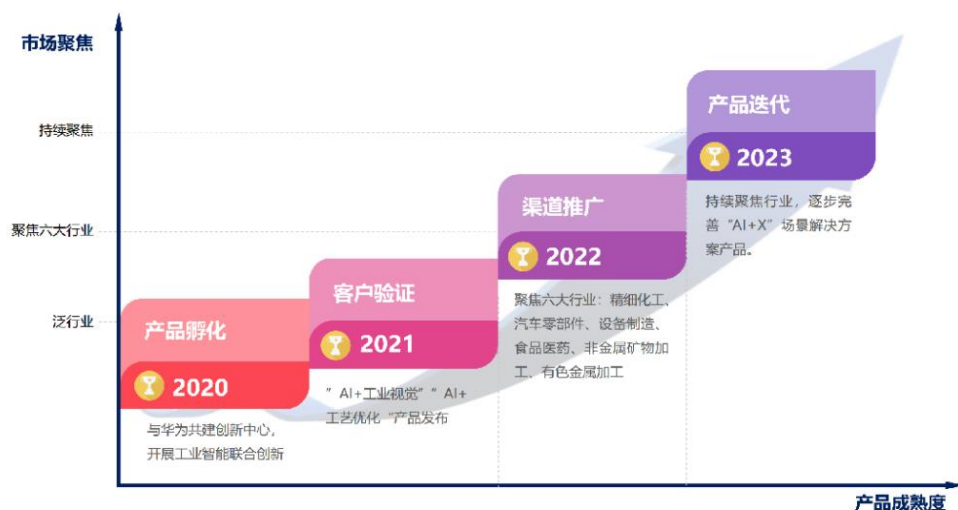 市场聚焦
持续聚焦
聚焦六大行业
泛行业
产品孵化
2020
与华为共建创新中心，
开展工业智能联合创新
客户验证
2021
”AI+工业视觉”“AI+
工艺优化“产品发布
渠道推广
2022
聚焦六大行业：精细化工、
汽车零部件、设备制造、
食品医药、非金属矿物加
工、有色金属加工
产品迭代
2023
持续聚焦行业，逐步完
善“AI+X”场景解决方
案产品。
产品成熟度